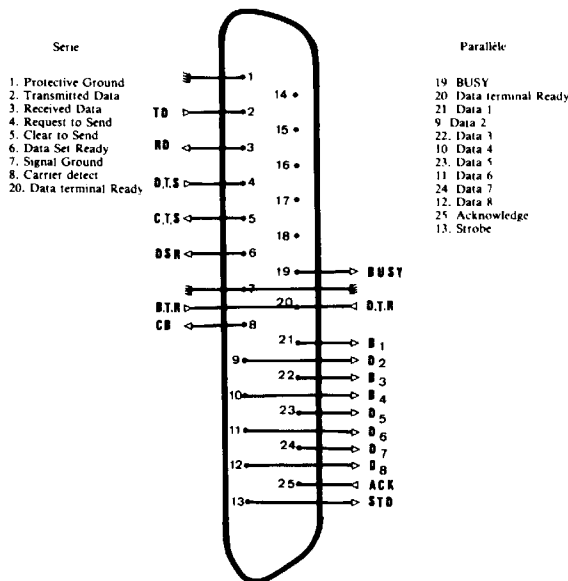 Serie
1. Protective Ground
2. Transmitted Data
3. Received Data
4. Request to Send
5. Clear to Send
6. Data Set Ready
7. Signal Ground
8. Carrier detect
20. Data terminal Ready
Parallèle
19 BUSY
20 Data terminal Ready
21 Data 1
9 Data 2
22. Data 3
10 Data 4
23. Data 5
11 Data 6
24 Data 7
12. Data 8
25 Acknowledge
13. Strobe
1
14
TD 2
15
RD 3
16
D.T.S 4
17
C.T.S 5
18
DSR 6
19 BUSY
7
D.T.R 20 D.T.R
CD 8
21 D1
9 D2
22 D3
10 D4
23 D5
11 D6
24 D7
12 D8
25 ACK
13 STD